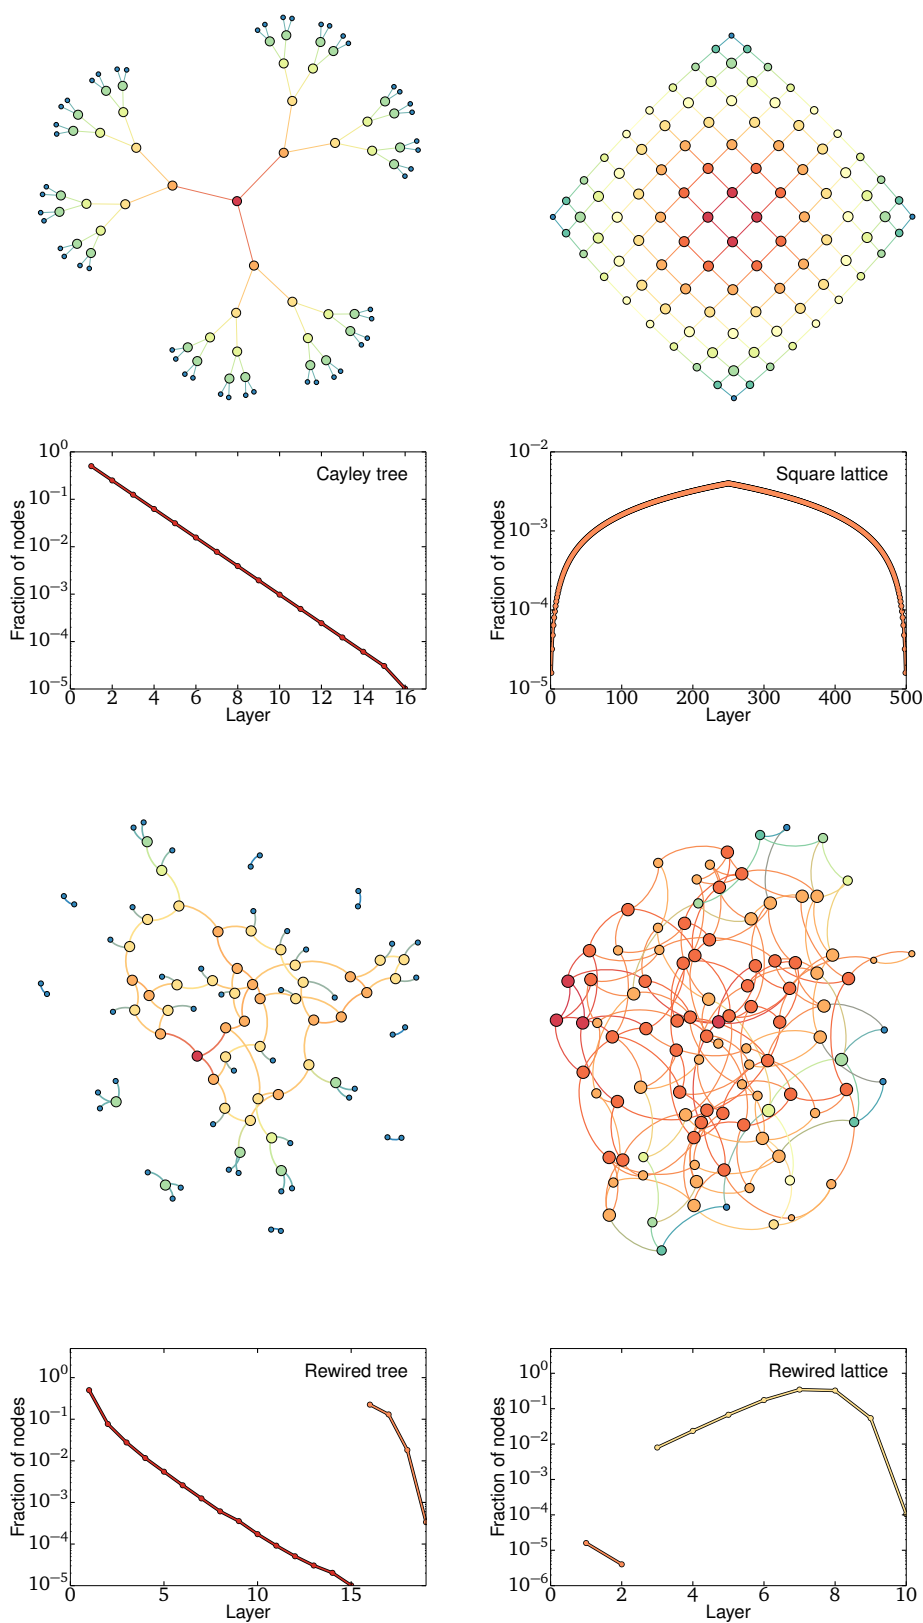 Cayley tree
Fraction of nodes
10^0
10^−1
10^−2
10^−3
10^−4
10^−5
0 2 4 6 8 10 12 14 16
Layer
Square lattice
Fraction of nodes
10^−2
10^−3
10^−4
10^−5
0 100 200 300 400 500
Layer
Rewired tree
Fraction of nodes
10^0
10^−1
10^−2
10^−3
10^−4
10^−5
5 10 15
Layer
Rewired lattice
Fraction of nodes
10^0
10^−1
10^−2
10^−3
10^−4
10^−5
10^−6
0 2 4 6 8 10
Layer